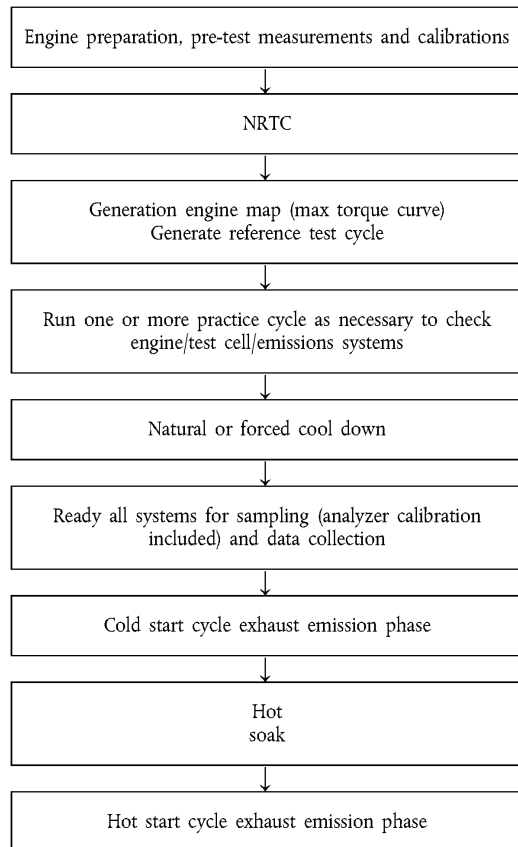 Engine preparation, pre-test measurements and calibrations
NRTC
Generation engine map (max torque curve)
Generate reference test cycle
Run one or more practice cycle as necessary to check
engine/test cell/emissions systems
Natural or forced cool down
Ready all systems for sampling (analyzer calibration
included) and data collection
Cold start cycle exhaust emission phase
Hot
soak
Hot start cycle exhaust emission phase